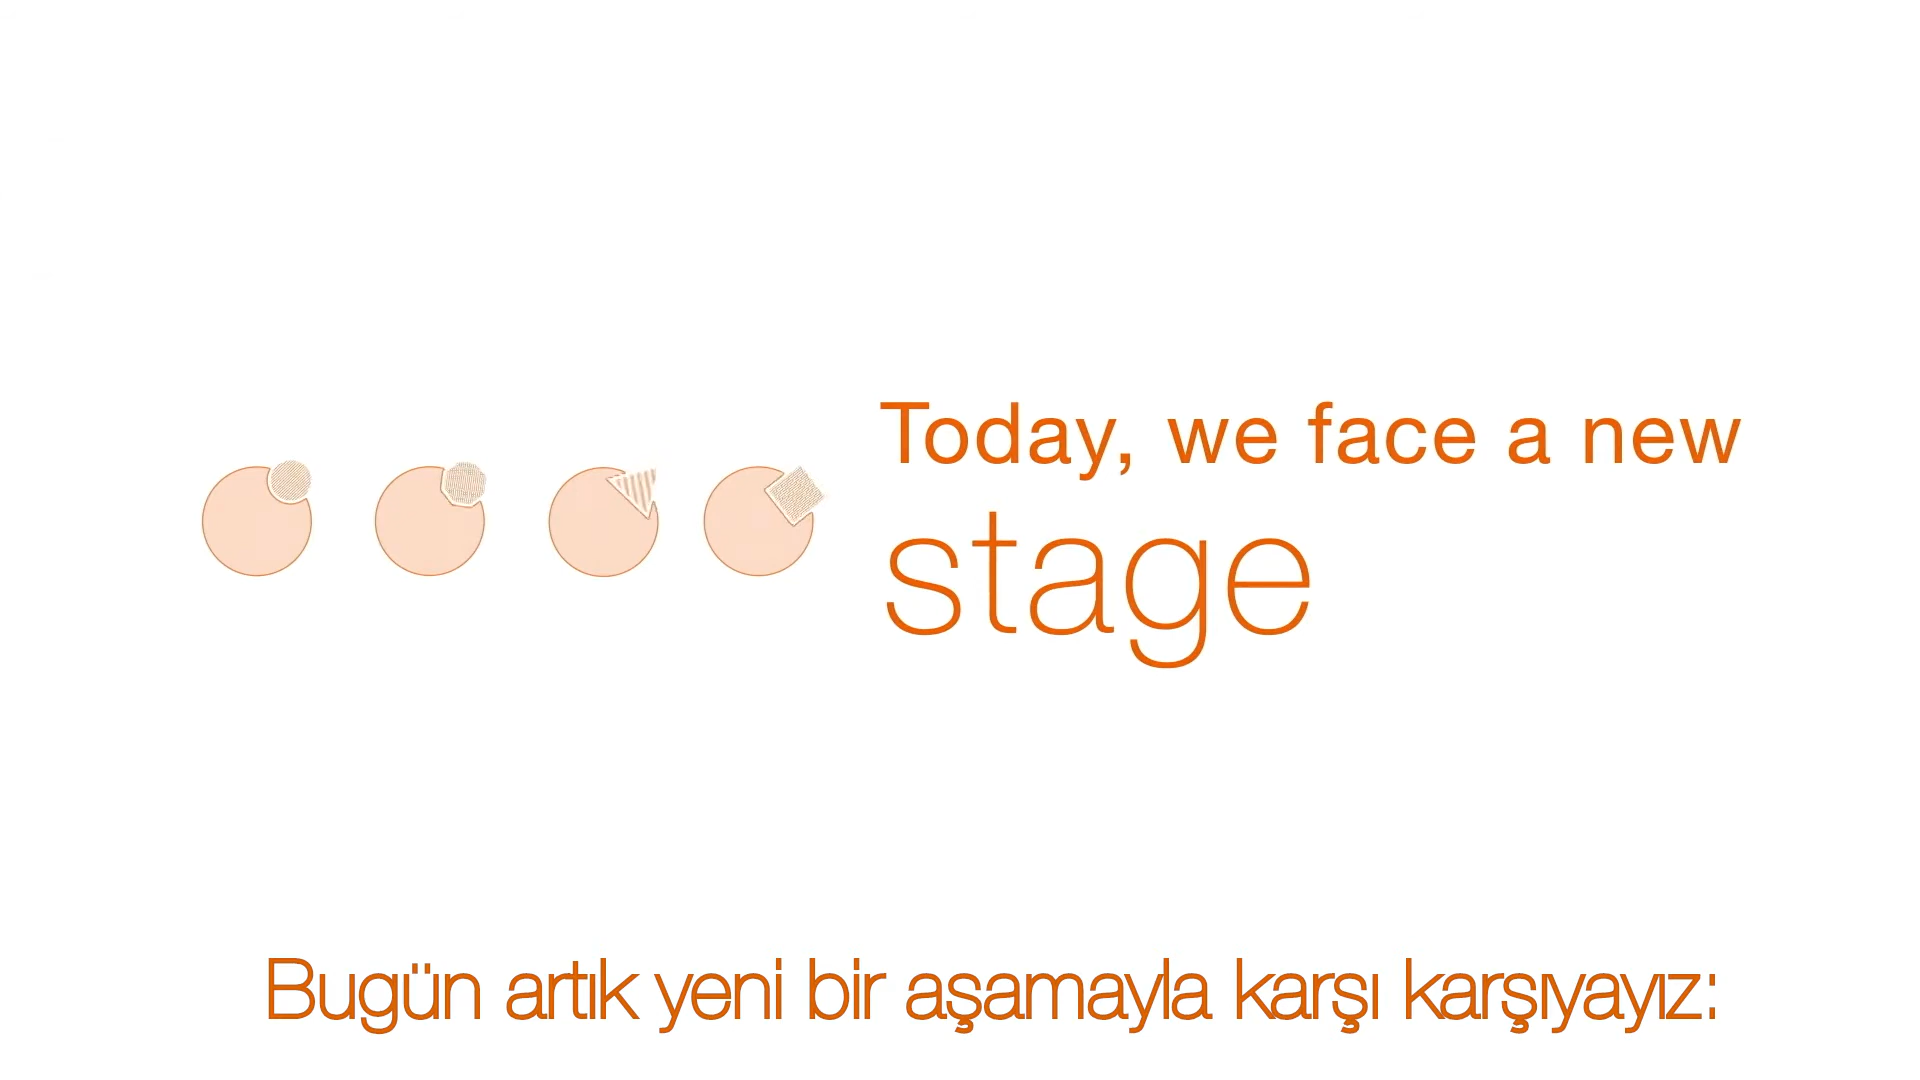 Today, we face a new
stage
Bugün artık yeni bir aşamayla karşı karşıyayız: